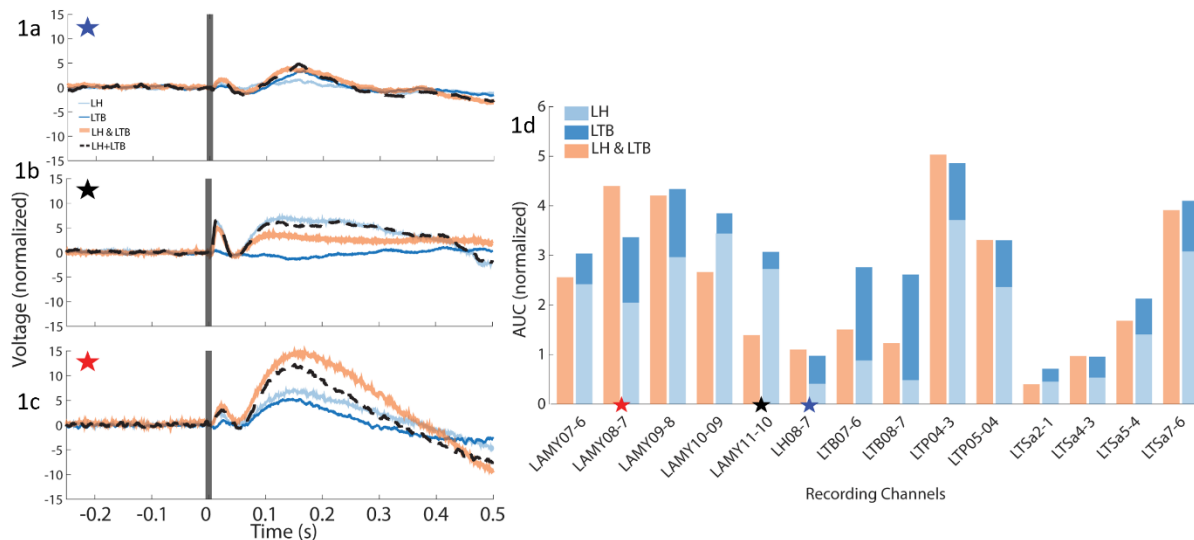 1a
15
10
5
0
-5
-10
-15
LH
LTB
LH & LTB
LH+LTB
1b
15
10
5
0
-5
-10
-15
1c
15
10
5
0
-5
-10
-15
-0.2
-0.1
0
0.1
0.2
0.3
0.4
0.5
Voltage (normalized)
Time (s)
1d
LH
LTB
LH & LTB
6
5
4
3
2
1
0
AUC (normalized)
LAMY07-6
LAMY08-7
LAMY09-8
LAMY10-09
LAMY11-10
LH08-7
LTB07-6
LTB08-7
LTP04-3
LTP05-04
LTSa2-1
LTSa4-3
LTSa5-4
LTSa7-6
Recording Channels